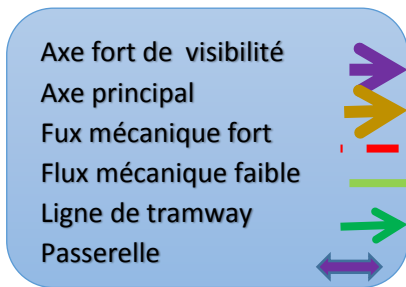 Axe fort de visibilité
Axe principal
Fux mécanique fort
Flux mécanique faible
Ligne de tramway
Passerelle